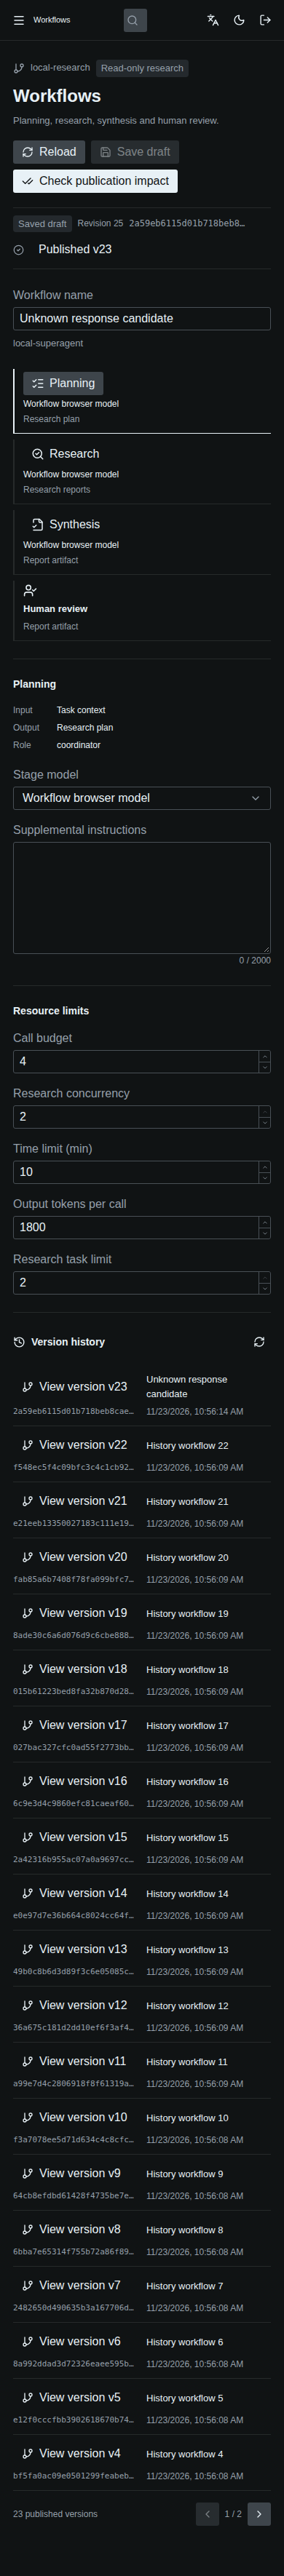 Workflows
local-research Read-only research
Workflows
Planning, research, synthesis and human review.
Reload Save draft
Check publication impact
Saved draft Revision 25 2a59eb6115d01b718beb8…
Published v23
Workflow name
Unknown response candidate
local-superagent
Planning
Workflow browser model
Research plan
Research
Workflow browser model
Research reports
Synthesis
Workflow browser model
Report artifact
Human review
Report artifact
Planning
Input Task context
Output Research plan
Role coordinator
Stage model
Workflow browser model
Supplemental instructions
0 / 2000
Resource limits
Call budget
4
Research concurrency
2
Time limit (min)
10
Output tokens per call
1800
Research task limit
2
Version history
View version v23 Unknown response candidate
2a59eb6115d01b718beb8cae… 11/23/2026, 10:56:14 AM
View version v22 History workflow 22
f548ec5f4c09bfc3c4c1cb92… 11/23/2026, 10:56:09 AM
View version v21 History workflow 21
e21eeb13350027183c111e19… 11/23/2026, 10:56:09 AM
View version v20 History workflow 20
fab85a6b7408f78fa099bfc7… 11/23/2026, 10:56:09 AM
View version v19 History workflow 19
8ade30c6a6d076d9c6cbe888… 11/23/2026, 10:56:09 AM
View version v18 History workflow 18
015b61223bed8fa32b870d28… 11/23/2026, 10:56:09 AM
View version v17 History workflow 17
027bac327cfc0ad55f2773bb… 11/23/2026, 10:56:09 AM
View version v16 History workflow 16
6c9e3d4c9860efc81caeaf60… 11/23/2026, 10:56:09 AM
View version v15 History workflow 15
2a42316b955ac07a0a9697cc… 11/23/2026, 10:56:09 AM
View version v14 History workflow 14
e0e97d7e36b664c8024cc64f… 11/23/2026, 10:56:09 AM
View version v13 History workflow 13
49b0c8b6d3d89f3c6e05085c… 11/23/2026, 10:56:09 AM
View version v12 History workflow 12
36a675c181d2dd10ef6f3af4… 11/23/2026, 10:56:09 AM
View version v11 History workflow 11
a99e7d4c2806918f8f61319a… 11/23/2026, 10:56:09 AM
View version v10 History workflow 10
f3a7078ee5d71d634c4c8cfc… 11/23/2026, 10:56:08 AM
View version v9 History workflow 9
64cb8efdbd61428f4735be7e… 11/23/2026, 10:56:08 AM
View version v8 History workflow 8
6bba7e65314f755b72a86f89… 11/23/2026, 10:56:08 AM
View version v7 History workflow 7
2482650d490635b3a167706d… 11/23/2026, 10:56:08 AM
View version v6 History workflow 6
8a992ddad3d72326eaee595b… 11/23/2026, 10:56:08 AM
View version v5 History workflow 5
e12f0cccfbb3902618670b74… 11/23/2026, 10:56:08 AM
View version v4 History workflow 4
bf5fa0ac09e0501299feabeb… 11/23/2026, 10:56:08 AM
23 published versions 1 / 2